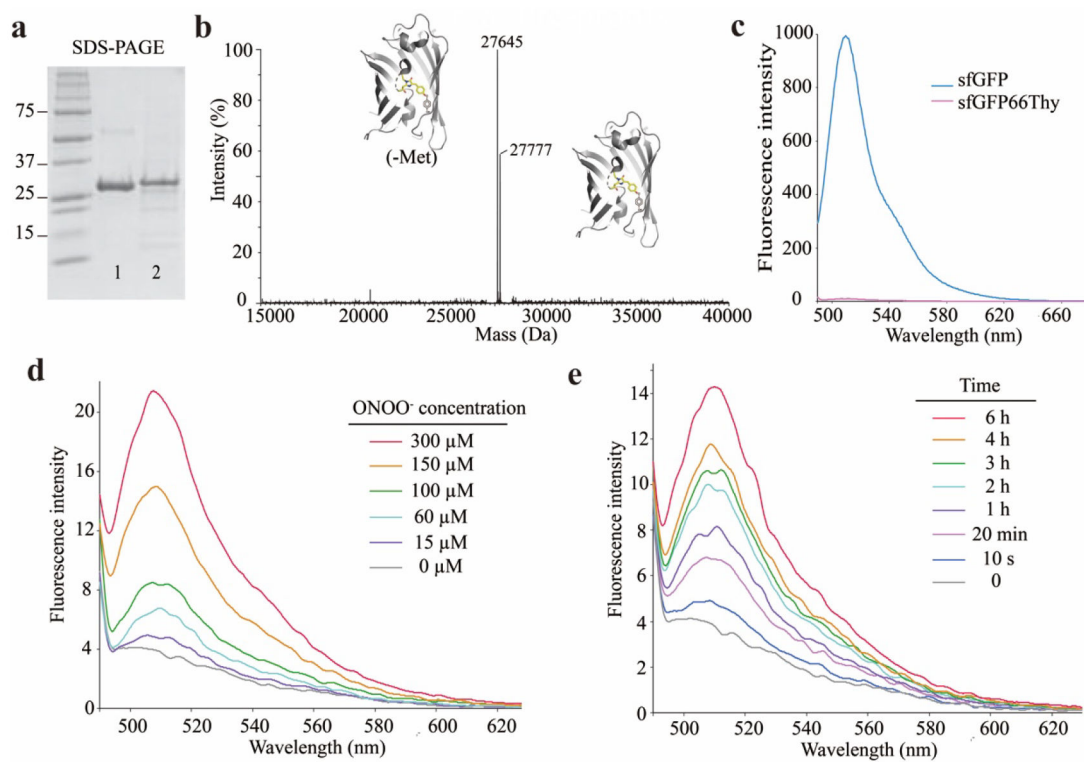 a
SDS-PAGE
75
37
25
15
1
2
b
27645
27777
(-Met)
Intensity (%)
100
80
60
40
20
0
15000 20000 25000 30000 35000 40000
Mass (Da)
c
sfGFP
sfGFP66Thy
Fluorescence intensity
1000
800
600
400
200
0
500 540 580 620 660
Wavelength (nm)
d
ONOO⁻ concentration
300 µM
150 µM
100 µM
60 µM
15 µM
0 µM
Fluorescence intensity
20
16
12
8
4
0
500 520 540 560 580 600 620
Wavelength (nm)
e
Time
6 h
4 h
3 h
2 h
1 h
20 min
10 s
0
Fluorescence intensity
14
12
10
8
6
4
2
0
500 520 540 560 580 600 620
Wavelength (nm)